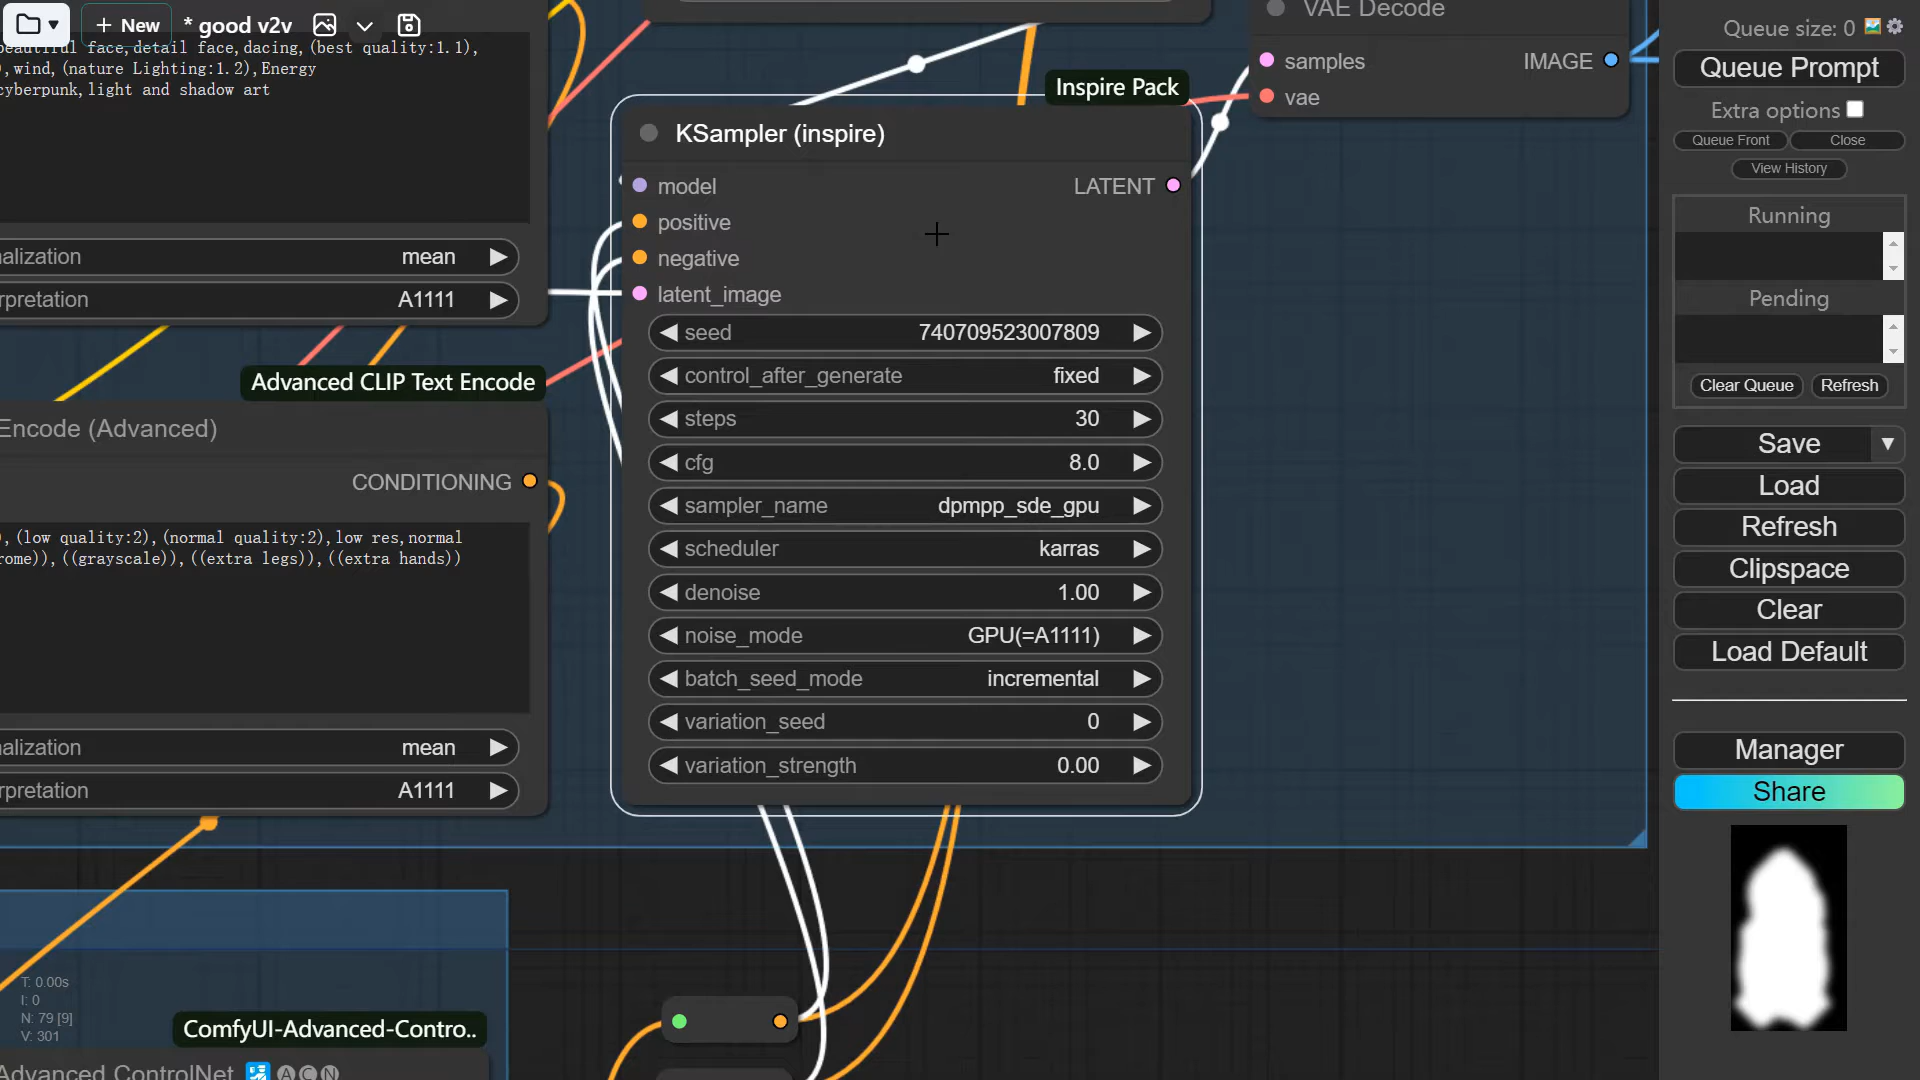 + New
* good v2v
beautiful face,detail face,dacing,(best quality:1.1),
,wind,(nature Lighting:1.2),Energy
cyberpunk,light and shadow art
alization
mean
rpretation
A1111
Advanced CLIP Text Encode
Encode (Advanced)
CONDITIONING
,(low quality:2),(normal quality:2),low res,normal
ome)),((grayscale)),((extra legs)),((extra hands))
alization
mean
rpretation
A1111
T: 0.00s
I: 0
N: 79 [9]
V: 301
ComfyUI-Advanced-Contro..
Advanced ControlNet
A C N
Inspire Pack
KSampler (inspire)
model
LATENT
positive
negative
latent_image
seed
740709523007809
control_after_generate
fixed
steps
30
cfg
8.0
sampler_name
dpmpp_sde_gpu
scheduler
karras
denoise
1.00
noise_mode
GPU(=A1111)
batch_seed_mode
incremental
variation_seed
0
variation_strength
0.00
VAE Decode
samples
IMAGE
vae
Queue size: 0
Queue Prompt
Extra options
Queue Front
Close
View History
Running
Pending
Clear Queue
Refresh
Save
Load
Refresh
Clipspace
Clear
Load Default
Manager
Share